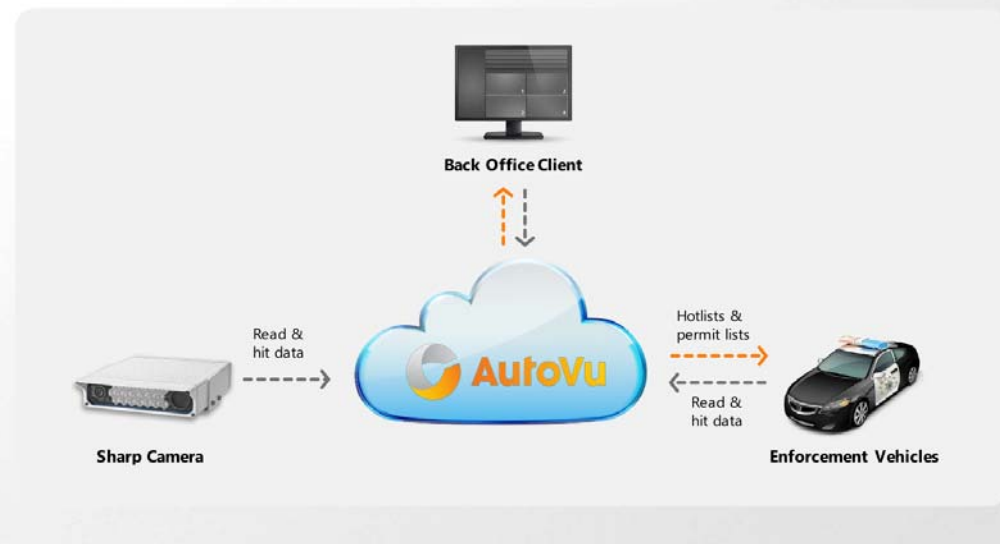 Back Office Client
Hotlists &
permit lists
Read &
hit data
AutoVu
Read &
hit data
Sharp Camera
Enforcement Vehicles